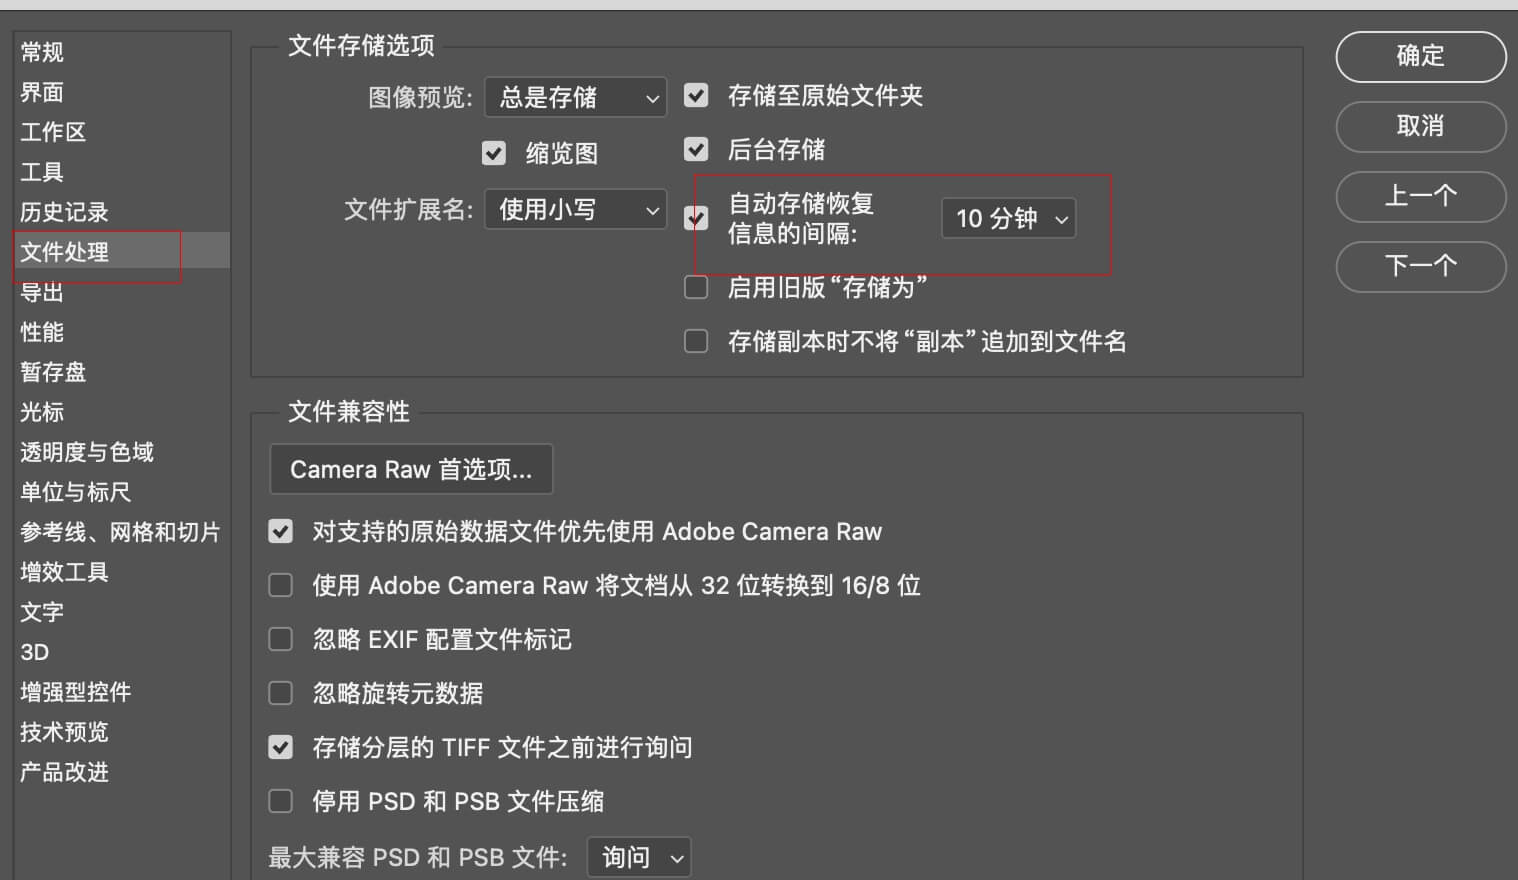 常规
界面
工作区
工具
历史记录
文件处理
导出
性能
暂存盘
光标
透明度与色域
单位与标尺
参考线、网格和切片
增效工具
文字
3D
增强型控件
技术预览
产品改进
文件存储选项
图像预览: 总是存储
缩览图
文件扩展名: 使用小写
存储至原始文件夹
后台存储
自动存储恢复
信息的间隔: 10 分钟
启用旧版“存储为”
存储副本时不将“副本”追加到文件名
文件兼容性
Camera Raw 首选项...
对支持的原始数据文件优先使用 Adobe Camera Raw
使用 Adobe Camera Raw 将文档从 32 位转换到 16/8 位
忽略 EXIF 配置文件标记
忽略旋转元数据
存储分层的 TIFF 文件之前进行询问
停用 PSD 和 PSB 文件压缩
最大兼容 PSD 和 PSB 文件: 询问
确定
取消
上一个
下一个